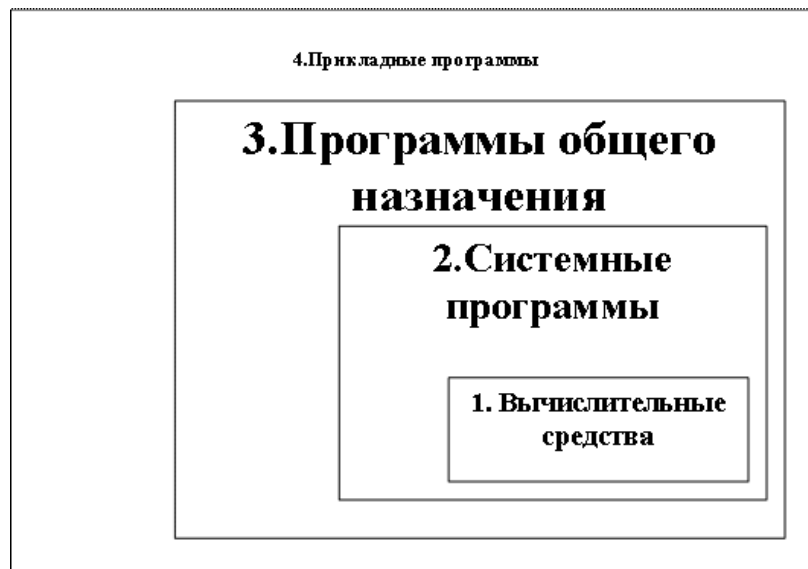 4.Прикладные программы
3.Программы общего
назначения
2.Системные
программы
1. Вычислительные
средства